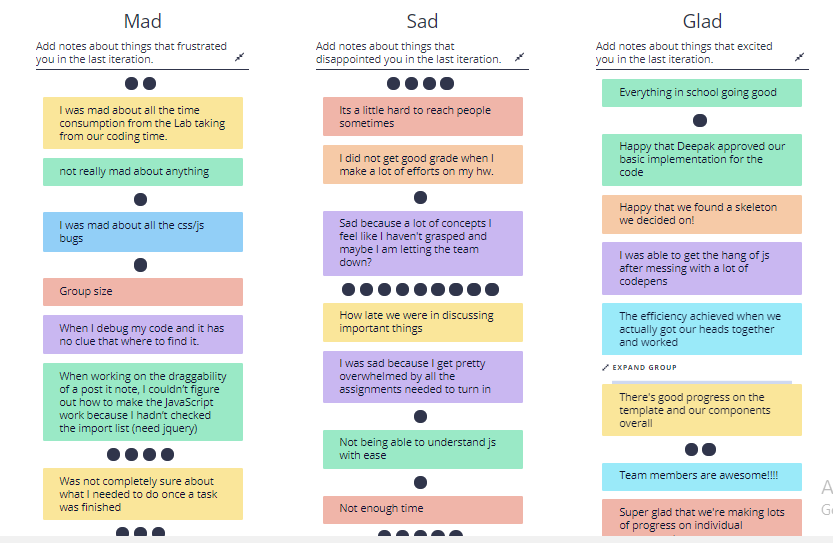 Mad
Add notes about things that frustrated
you in the last iteration.
I was mad about all the time
consumption from the Lab taking
from our coding time.
not really mad about anything
I was mad about all the css/js
bugs
Group size
When I debug my code and it has
no clue that where to find it.
When working on the draggability
of a post it note, I couldn't figure
out how to make the JavaScript
work because I hadn't checked
the import list (need jquery)
Was not completely sure about
what I needed to do once a task
was finished
Sad
Add notes about things that
disappointed you in the last iteration.
Its a little hard to reach people
sometimes
I did not get good grade when I
make a lot of efforts on my hw.
Sad because a lot of concepts I
feel like I haven't grasped and
maybe I am letting the team
down?
How late we were in discussing
important things
I was sad because I get pretty
overwhelmed by all the
assignments needed to turn in
Not being able to understand js
with ease
Not enough time
Glad
Add notes about things that excited
you in the last iteration.
Everything in school going good
Happy that Deepak approved our
basic implementation for the
code
Happy that we found a skeleton
we decided on!
I was able to get the hang of js
after messing with a lot of
codepens
The efficiency achieved when we
actually got our heads together
and worked
EXPAND GROUP
There's good progress on the
template and our components
overall
Team members are awesome!!!!
Super glad that we're making lots
of progress on individual